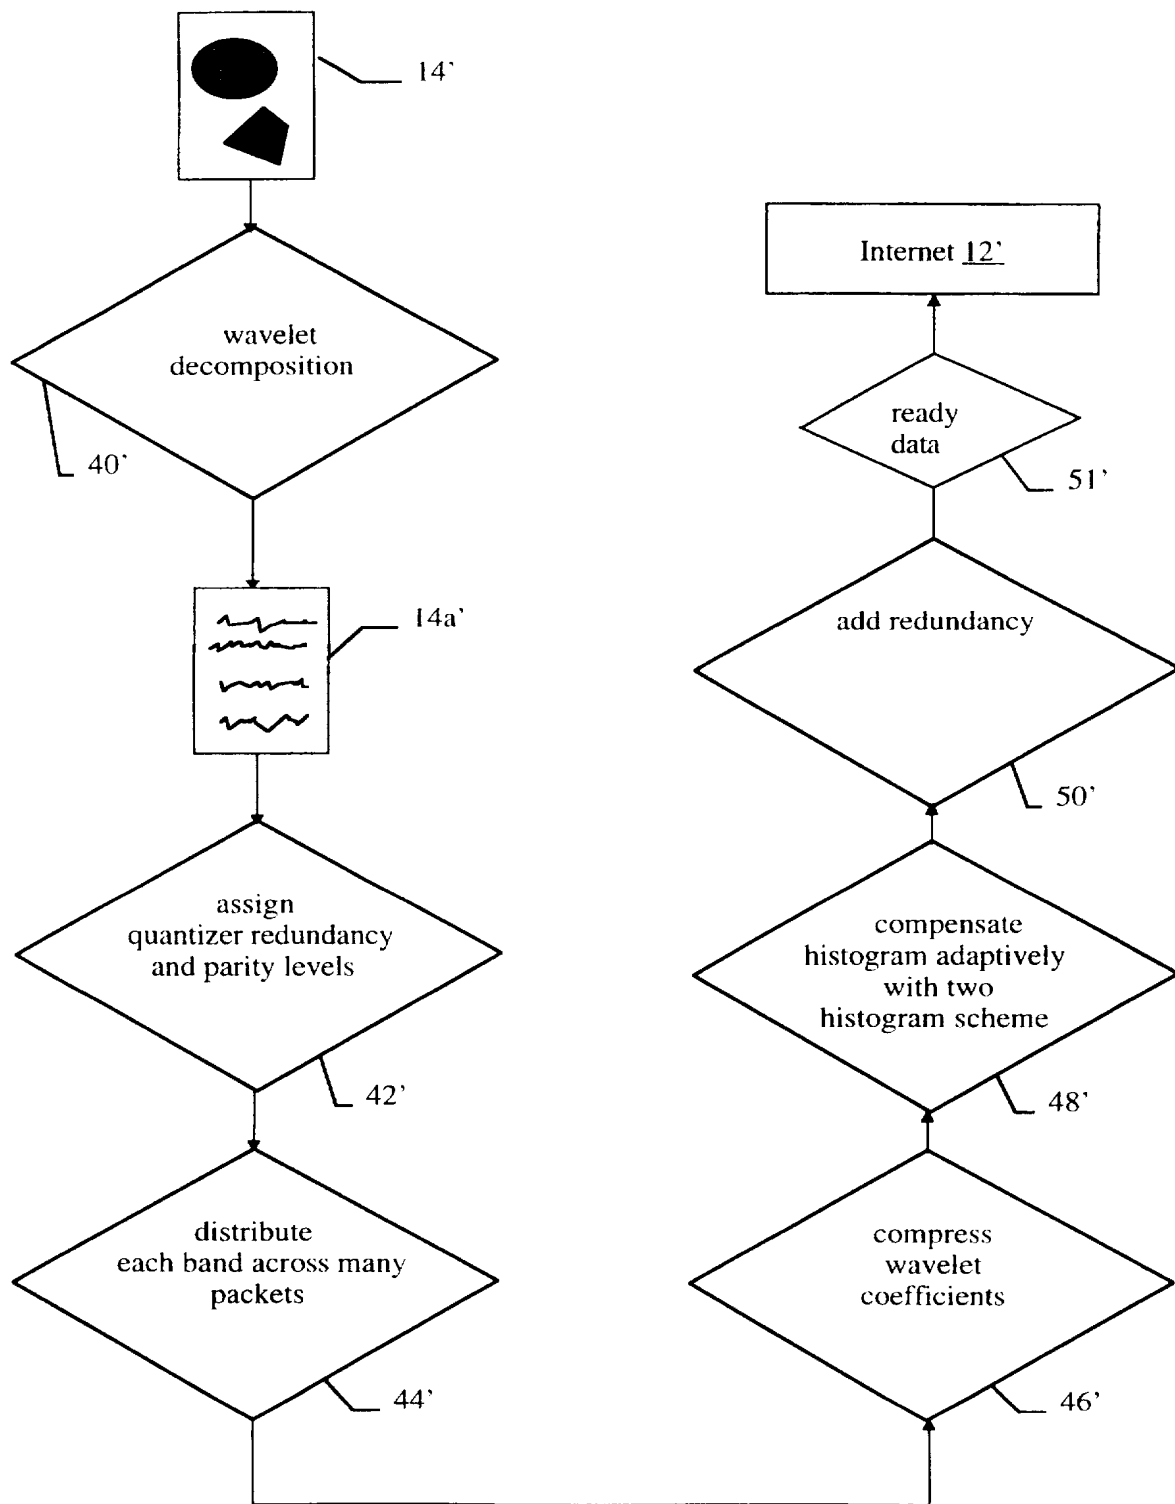 14’
wavelet
decomposition
40’
14a’
assign
quantizer redundancy
and parity levels
42’
distribute
each band across many
packets
44’
Internet 12’
ready
data
51’
add redundancy
50’
compensate
histogram adaptively
with two
histogram scheme
48’
compress
wavelet
coefficients
46’